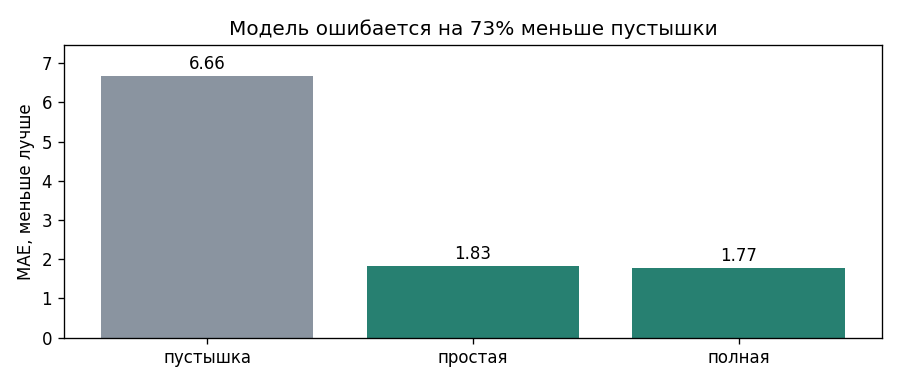 Модель ошибается на 73% меньше пустышки
MAE, меньше лучше
7
6
5
4
3
2
1
0
6.66
1.83
1.77
пустышка
простая
полная